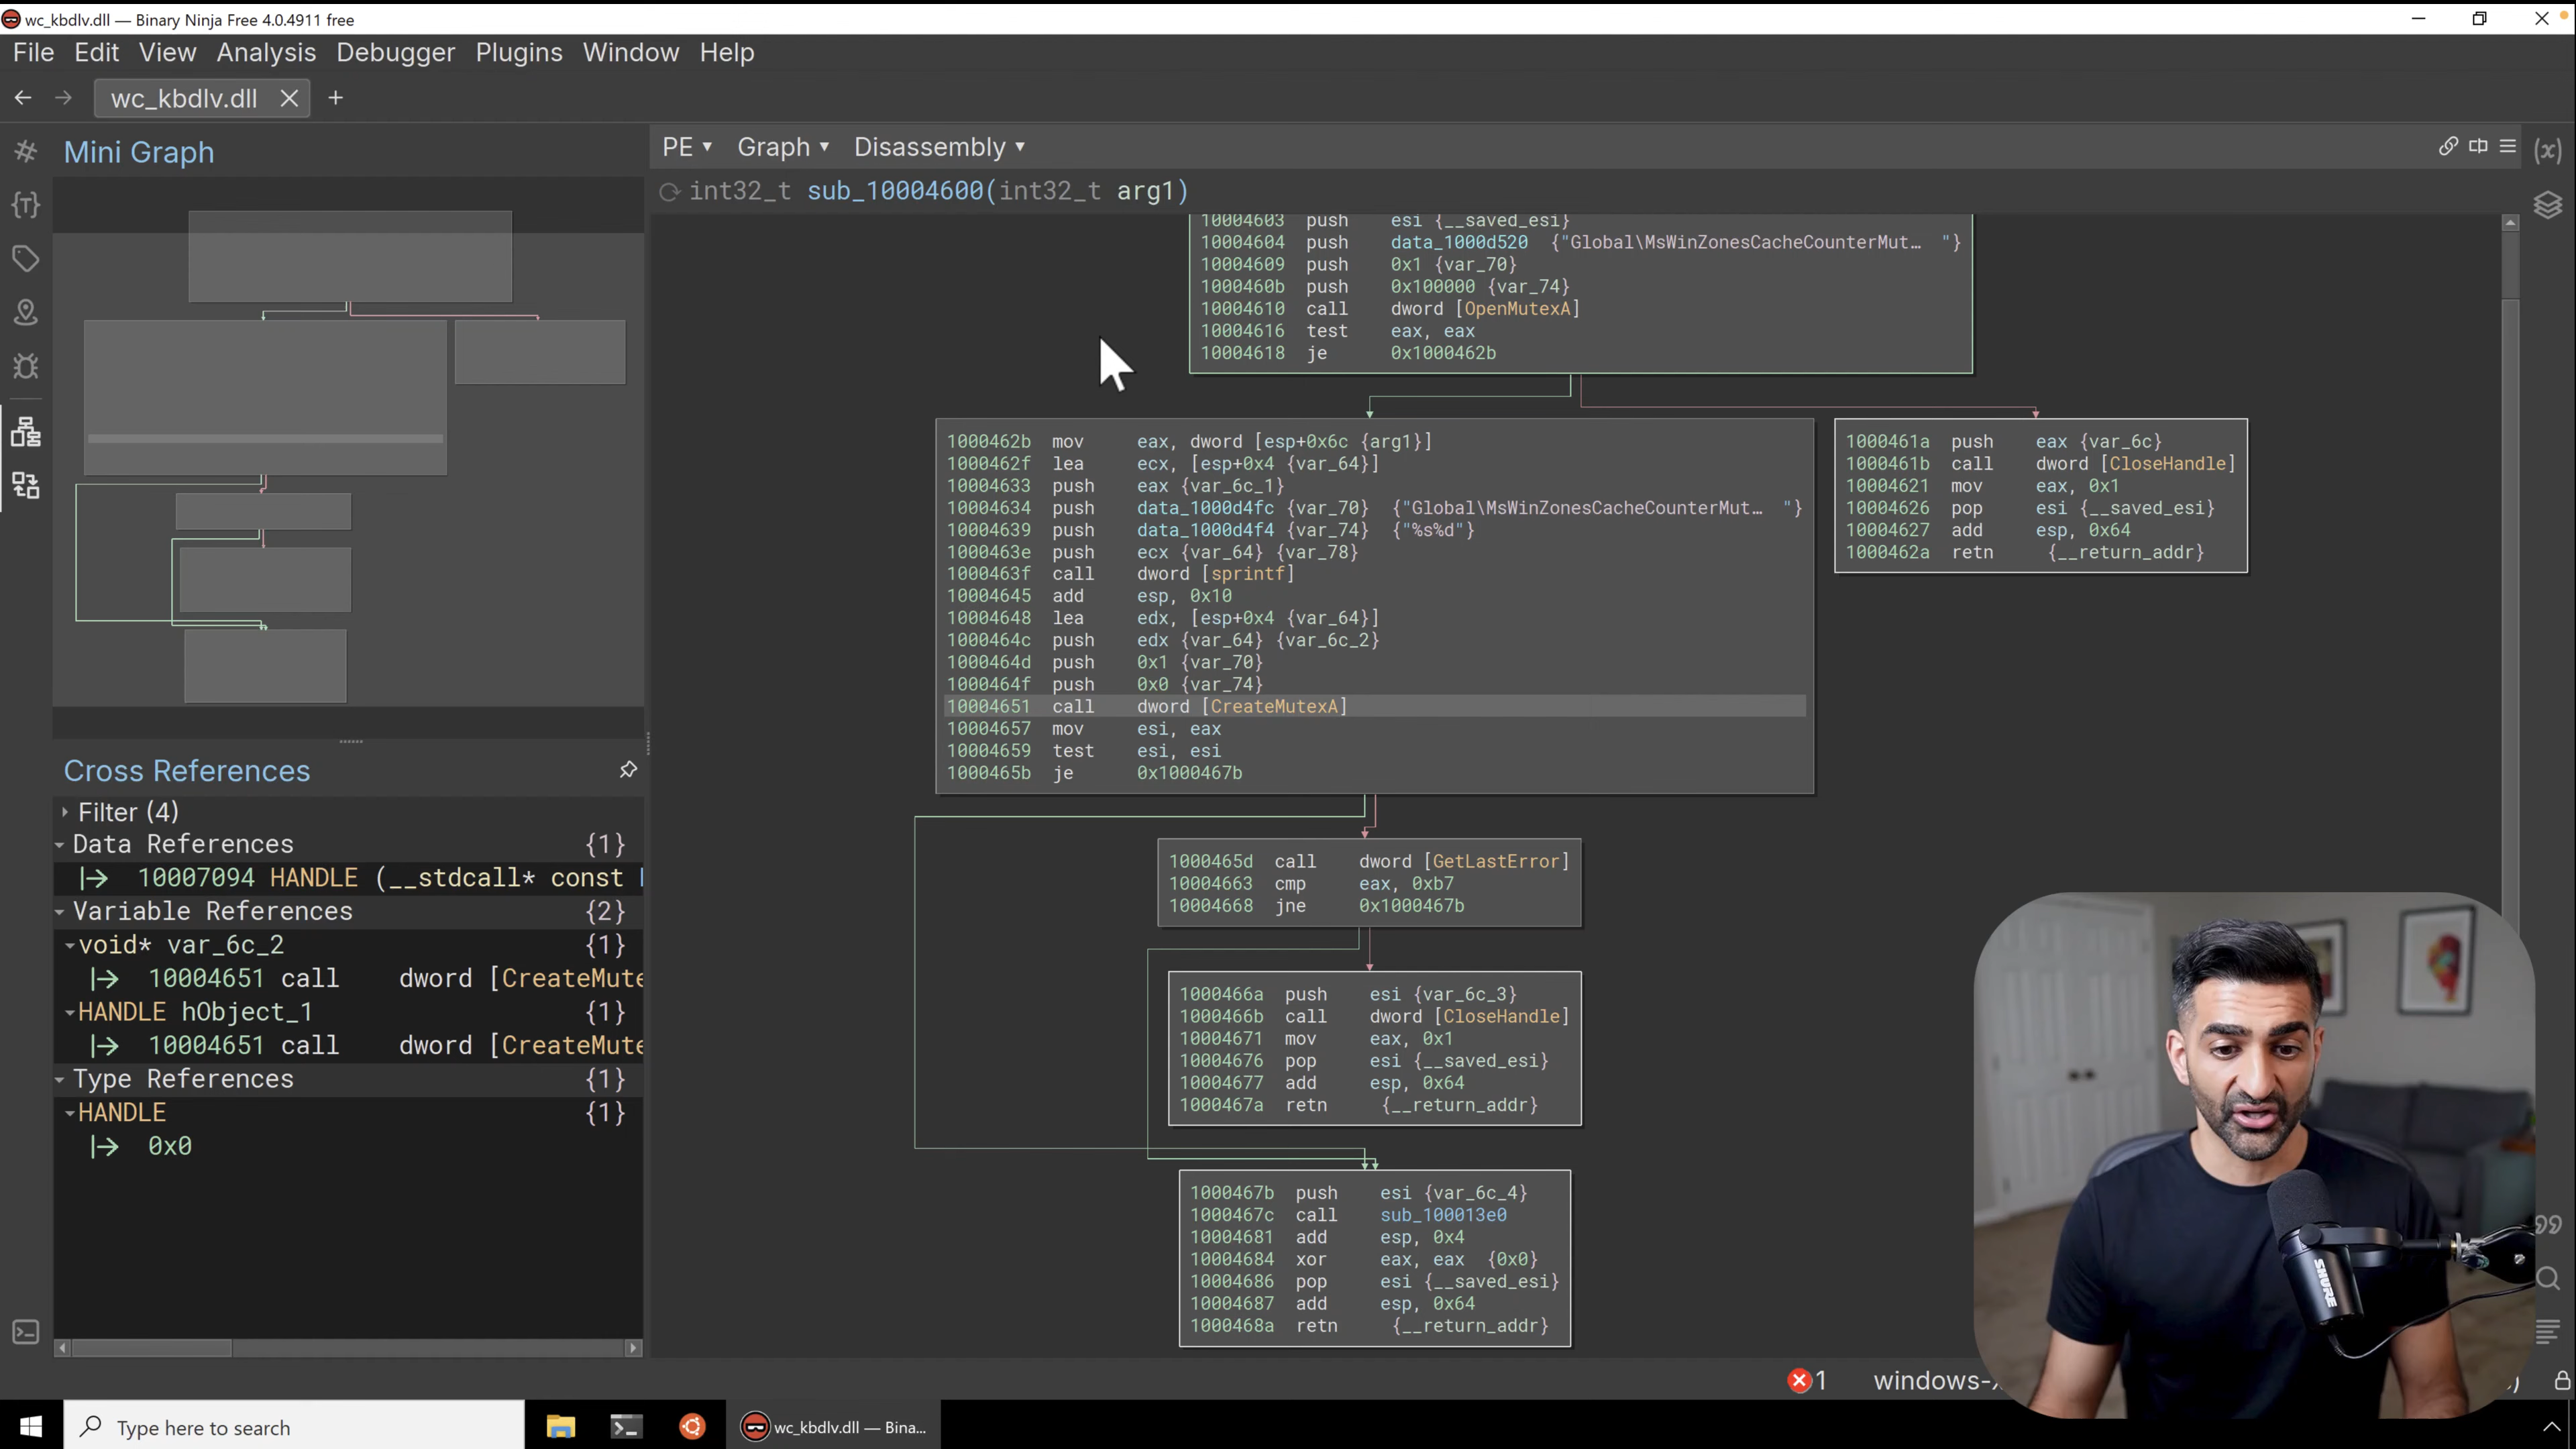 wc_kbdlv.dll — Binary Ninja Free 4.0.4911 free
File Edit View Analysis Debugger Plugins Window Help
wc_kbdlv.dll
Mini Graph
Cross References
Filter (4)
Data References {1}
10007094 HANDLE (__stdcall* const
Variable References {2}
void* var_6c_2 {1}
10004651 call dword [CreateMute
HANDLE hObject_1 {1}
10004651 call dword [CreateMute
Type References {1}
HANDLE {1}
0x0
PE ▾ Graph ▾ Disassembly ▾
int32_t sub_10004600(int32_t arg1)
10004603 push esi {__saved_esi}
10004604 push data_1000d520 {"Global\MsWinZonesCacheCounterMut… "}
10004609 push 0x1 {var_70}
1000460b push 0x100000 {var_74}
10004610 call dword [OpenMutexA]
10004616 test eax, eax
10004618 je 0x1000462b
1000462b mov eax, dword [esp+0x6c {arg1}]
1000462f lea ecx, [esp+0x4 {var_64}]
10004633 push eax {var_6c_1}
10004634 push data_1000d4fc {var_70} {"Global\MsWinZonesCacheCounterMut… "}
10004639 push data_1000d4f4 {var_74} {"%s%d"}
1000463e push ecx {var_64} {var_78}
1000463f call dword [sprintf]
10004645 add esp, 0x10
10004648 lea edx, [esp+0x4 {var_64}]
1000464c push edx {var_64} {var_6c_2}
1000464d push 0x1 {var_70}
1000464f push 0x0 {var_74}
10004651 call dword [CreateMutexA]
10004657 mov esi, eax
10004659 test esi, esi
1000465b je 0x1000467b
1000461a push eax {var_6c}
1000461b call dword [CloseHandle]
10004621 mov eax, 0x1
10004626 pop esi {__saved_esi}
10004627 add esp, 0x64
1000462a retn {__return_addr}
1000465d call dword [GetLastError]
10004663 cmp eax, 0xb7
10004668 jne 0x1000467b
1000466a push esi {var_6c_3}
1000466b call dword [CloseHandle]
10004671 mov eax, 0x1
10004676 pop esi {__saved_esi}
10004677 add esp, 0x64
1000467a retn {__return_addr}
1000467b push esi {var_6c_4}
1000467c call sub_100013e0
10004681 add esp, 0x4
10004684 xor eax, eax {0x0}
10004686 pop esi {__saved_esi}
10004687 add esp, 0x64
1000468a retn {__return_addr}
SHURE
1 windows-x
Type here to search
wc_kbdlv.dll — Bina...